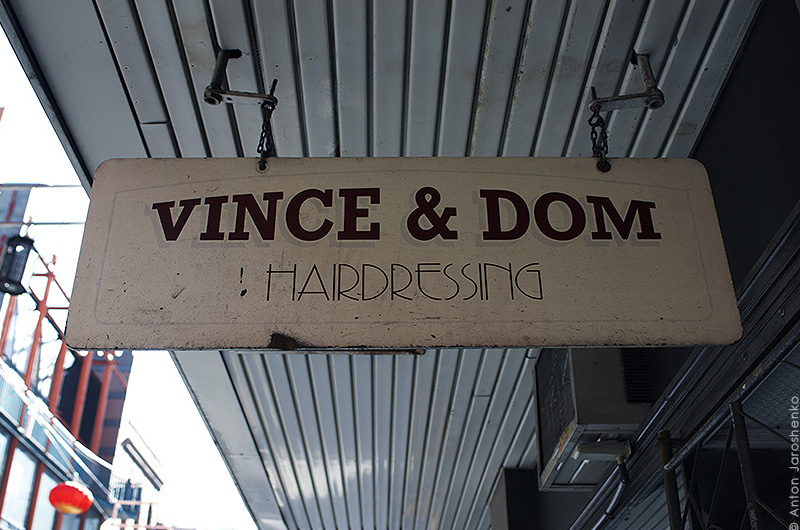 VINCE & DOM
HAIRDRESSING
© Anton Jaroshenko